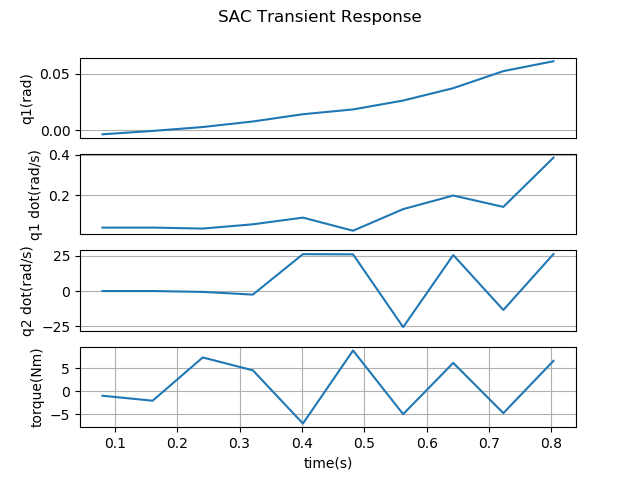 SAC Transient Response
q1(rad)
0.05
0.00
q1 dot(rad/s)
0.4
0.2
q2 dot(rad/s)
25
0
−25
torque(Nm)
5
0
−5
0.1 0.2 0.3 0.4 0.5 0.6 0.7 0.8
time(s)